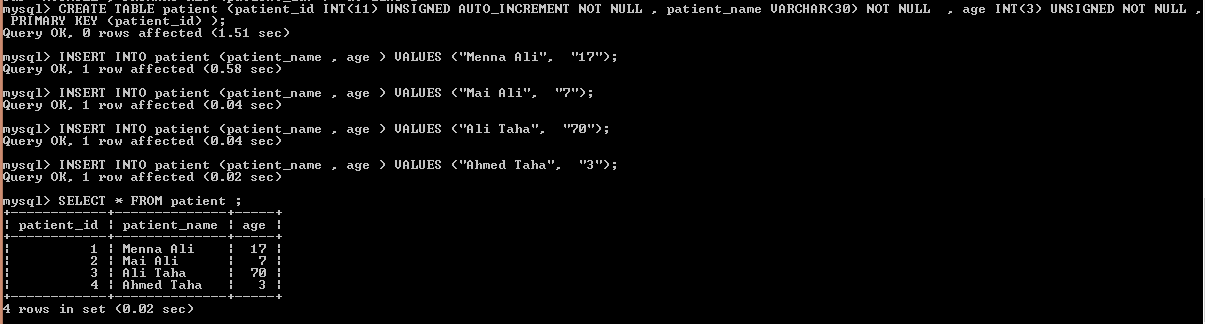 mysql> CREATE TABLE patient (patient_id INT(11) UNSIGNED AUTO_INCREMENT NOT NULL , patient_name VARCHAR(30) NOT NULL  , age INT(3) UNSIGNED NOT NULL ,
 PRIMARY KEY (patient_id) );
Query OK, 0 rows affected (1.51 sec)

mysql> INSERT INTO patient (patient_name , age ) VALUES ("Menna Ali",  "17");
Query OK, 1 row affected (0.58 sec)

mysql> INSERT INTO patient (patient_name , age ) VALUES ("Mai Ali",  "7");
Query OK, 1 row affected (0.04 sec)

mysql> INSERT INTO patient (patient_name , age ) VALUES ("Ali Taha",  "70");
Query OK, 1 row affected (0.04 sec)

mysql> INSERT INTO patient (patient_name , age ) VALUES ("Ahmed Taha",  "3");
Query OK, 1 row affected (0.02 sec)

mysql> SELECT * FROM patient ;
+------------+--------------+-----+
| patient_id | patient_name | age |
+------------+--------------+-----+
|          1 | Menna Ali    |  17 |
|          2 | Mai Ali      |   7 |
|          3 | Ali Taha     |  70 |
|          4 | Ahmed Taha   |   3 |
+------------+--------------+-----+
4 rows in set (0.02 sec)